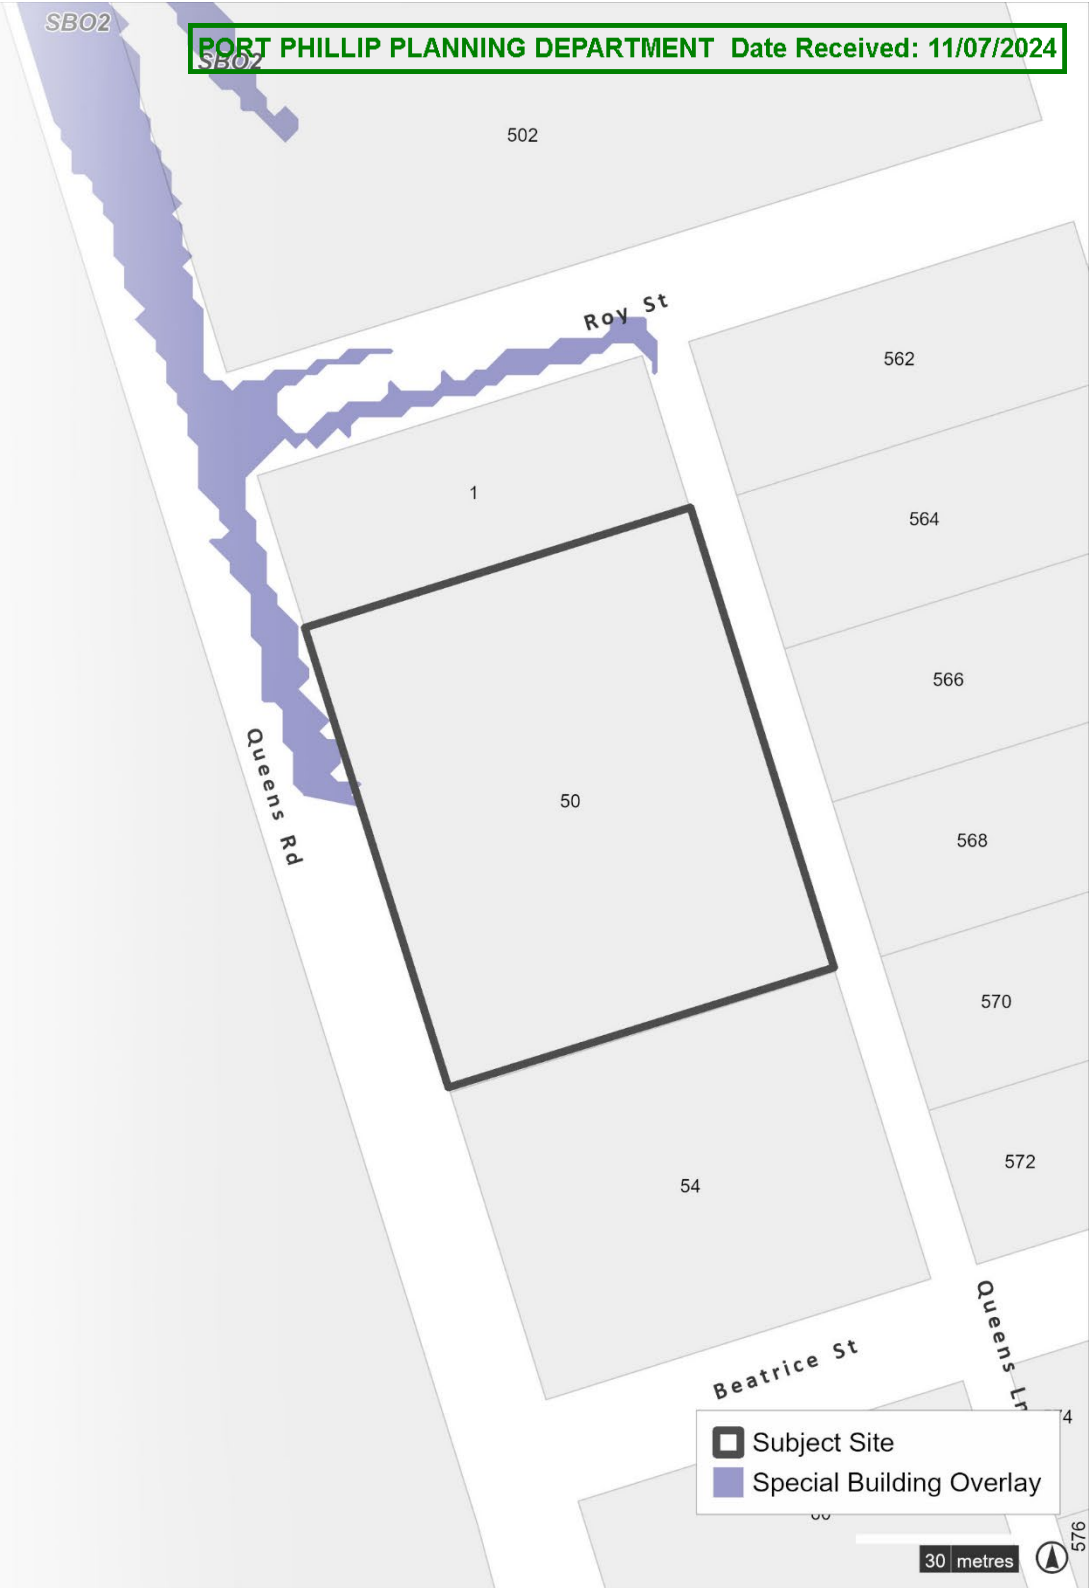 SBO2
PORT PHILLIP PLANNING DEPARTMENT Date Received: 11/07/2024
SBO2
502
Roy St
562
1
564
566
Queens Rd
50
568
570
572
54
Queens Ln
Beatrice St
Subject Site
Special Building Overlay
576
30 metres